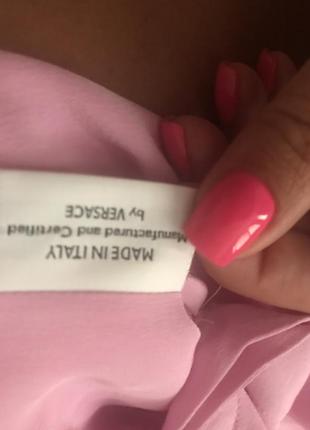 MADE IN ITALY
Manufactured and Certified
by VERSACE